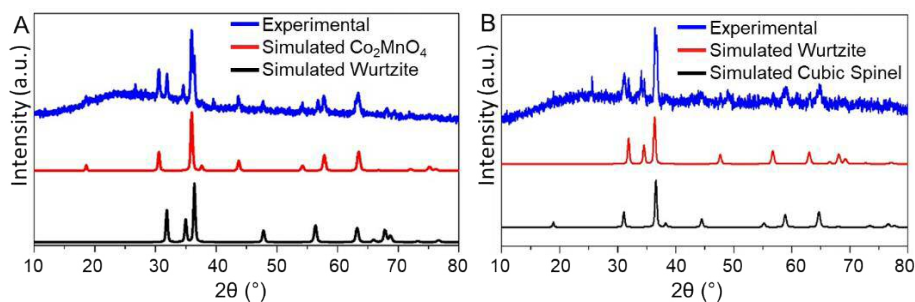 A
Intensity (a.u.)
Experimental
Simulated Co₂MnO₄
Simulated Wurtzite
10 20 30 40 50 60 70 80
2θ (°)
B
Intensity (a.u.)
Experimental
Simulated Wurtzite
Simulated Cubic Spinel
10 20 30 40 50 60 70 80
2θ (°)